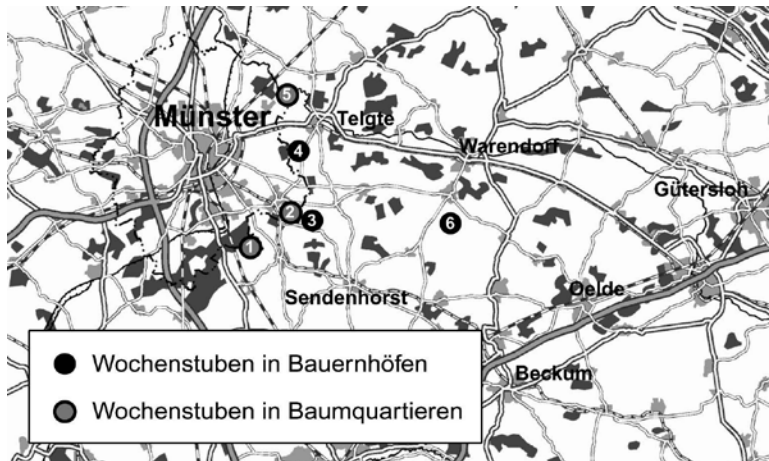 5
Münster
Telgte
4
Warendorf
Gütersloh
2
3
6
1
Sendenhorst
Oelde
Wochenstuben in Bauernhöfen
Beckum
Wochenstuben in Baumquartieren